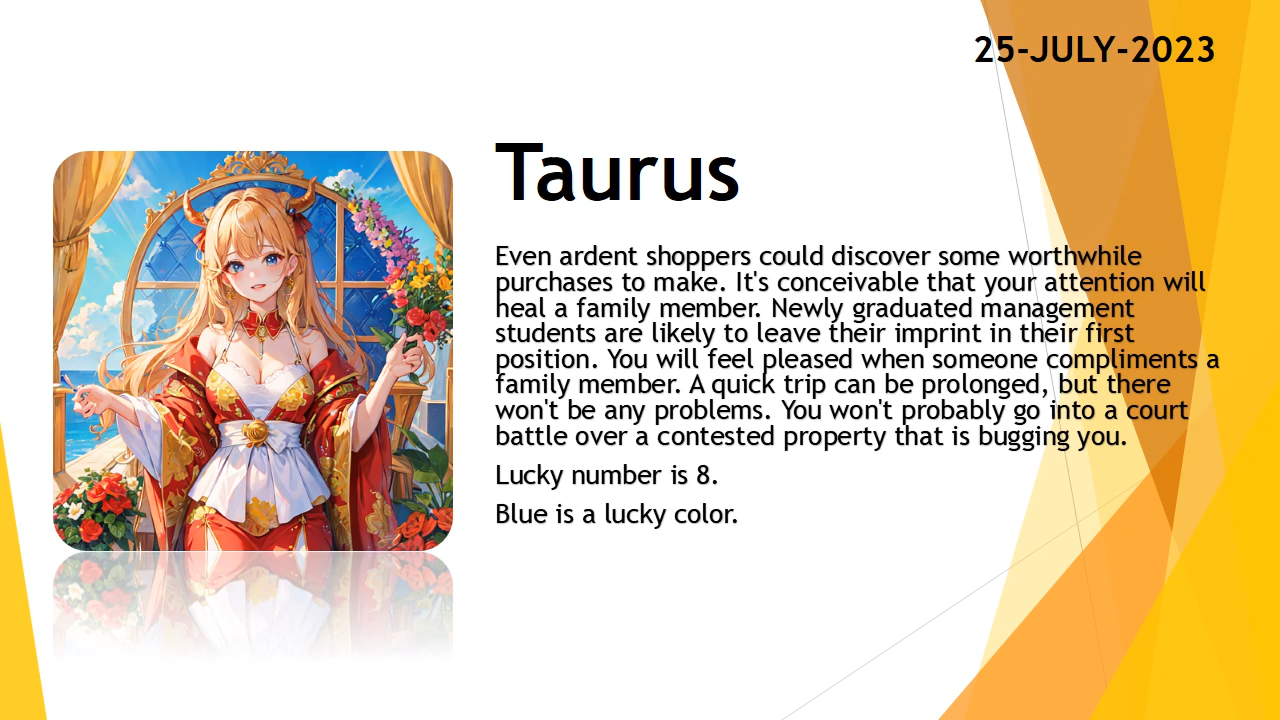 25-JULY-2023
Taurus
Even ardent shoppers could discover some worthwhile
purchases to make. It's conceivable that your attention will
heal a family member. Newly graduated management
students are likely to leave their imprint in their first
position. You will feel pleased when someone compliments a
family member. A quick trip can be prolonged, but there
won't be any problems. You won't probably go into a court
battle over a contested property that is bugging you.
Lucky number is 8.
Blue is a lucky color.